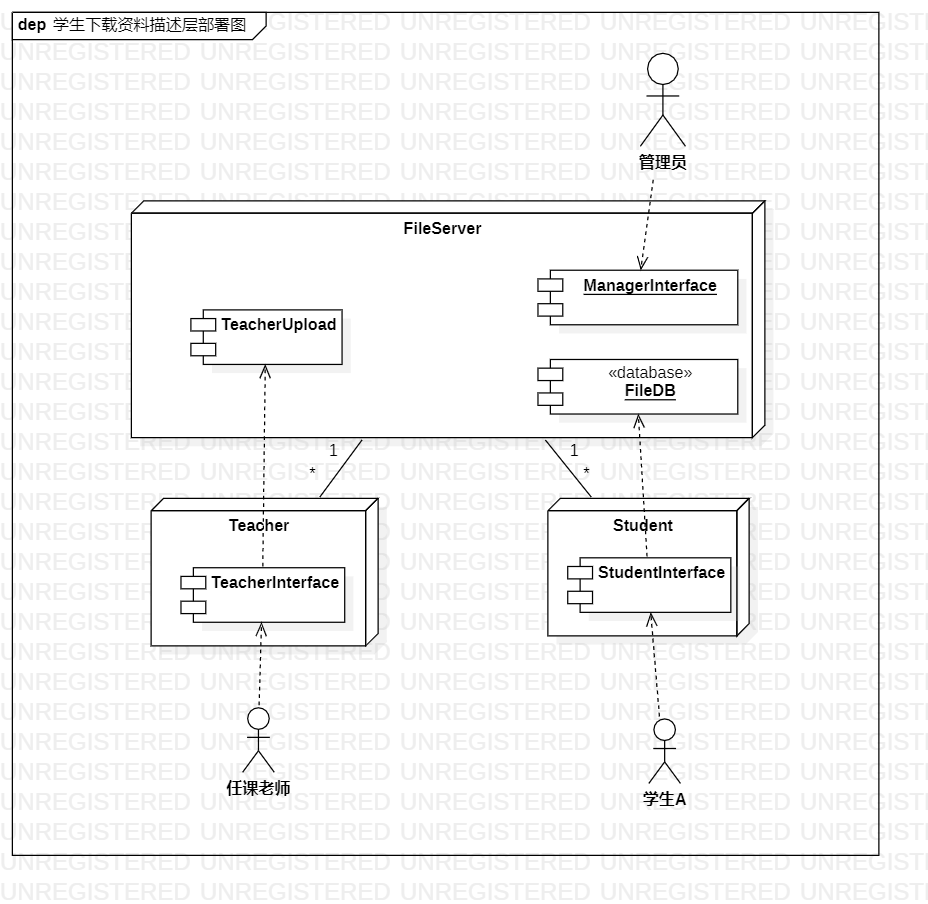 dep 学生下载资料描述层部署图
管理员
FileServer
ManagerInterface
TeacherUpload
«database»
FileDB
1
*
1
*
Teacher
Student
TeacherInterface
StudentInterface
任课老师
学生A
UNREGISTERED